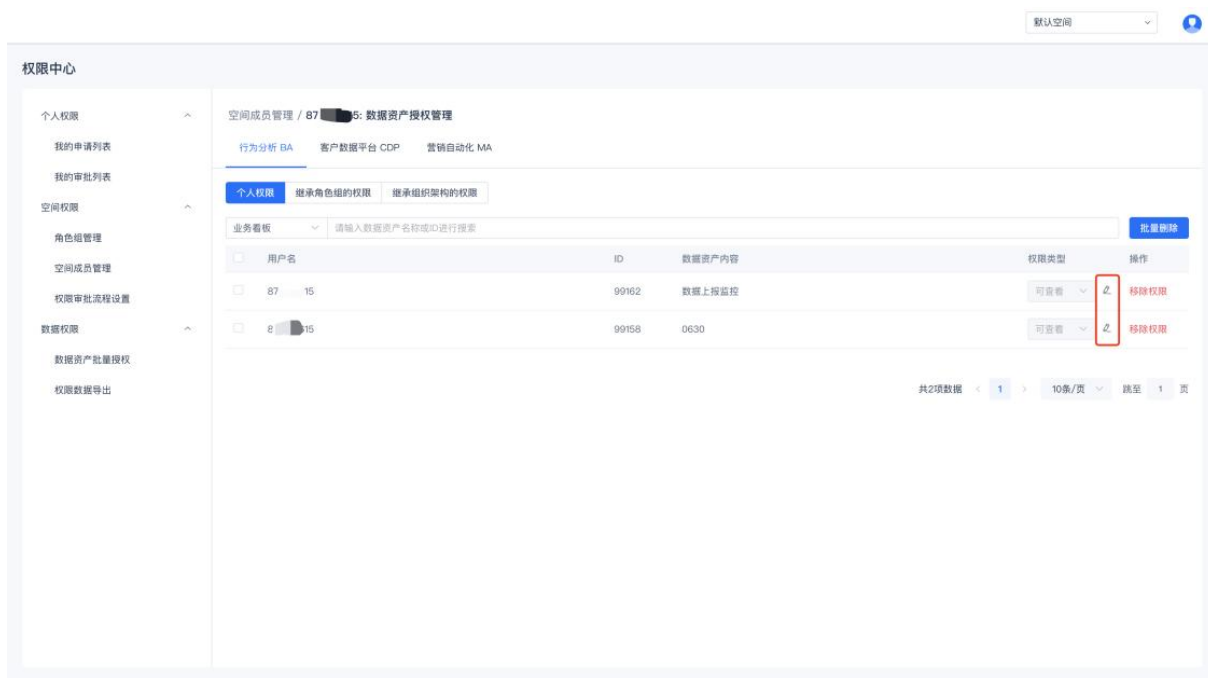 默认空间
权限中心
个人权限
我的申请列表
我的审批列表
空间权限
角色组管理
空间成员管理
权限审批流程设置
数据权限
数据资产批量授权
权限数据导出
空间成员管理 / 87 5: 数据资产授权管理
行为分析 BA 客户数据平台 CDP 营销自动化 MA
个人权限 继承角色组的权限 继承组织架构的权限
业务看板 请输入数据资产名称或ID进行搜索 批量删除
用户名 ID 数据资产内容 权限类型 操作
87 15 99162 数据上报监控 可查看 移除权限
8 15 99158 0630 可查看 移除权限
共2项数据 < 1 > 10条/页 跳至 1 页